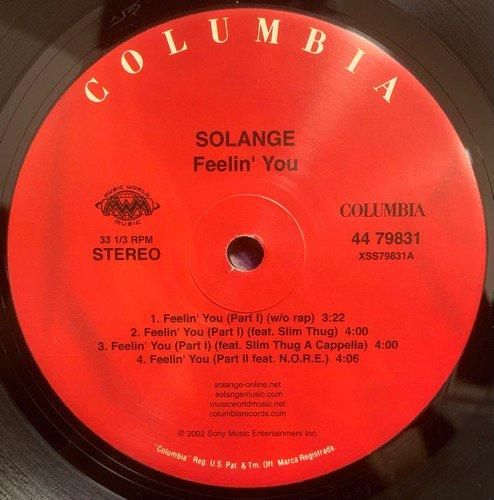 COLUMBIA
SOLANGE
Feelin' You
MUSIC WORLD
MWM
MUSIC
COLUMBIA
33 1/3 RPM
STEREO
44 79831
XSS79831A
1. Feelin' You (Part I) (w/o rap) 3:22
2. Feelin' You (Part I) (feat. Slim Thug) 4:00
3. Feelin' You (Part I) (feat. Slim Thug A Cappella) 4:00
4. Feelin' You (Part II feat. N.O.R.E.) 4:06
solange-online.net
solangemusic.com
musicworldmusic.net
columbiarecords.com
℗ 2002 Sony Music Entertainment Inc.
"Columbia" Reg. U.S. Pat. & Tm. Off. Marca Registrada.